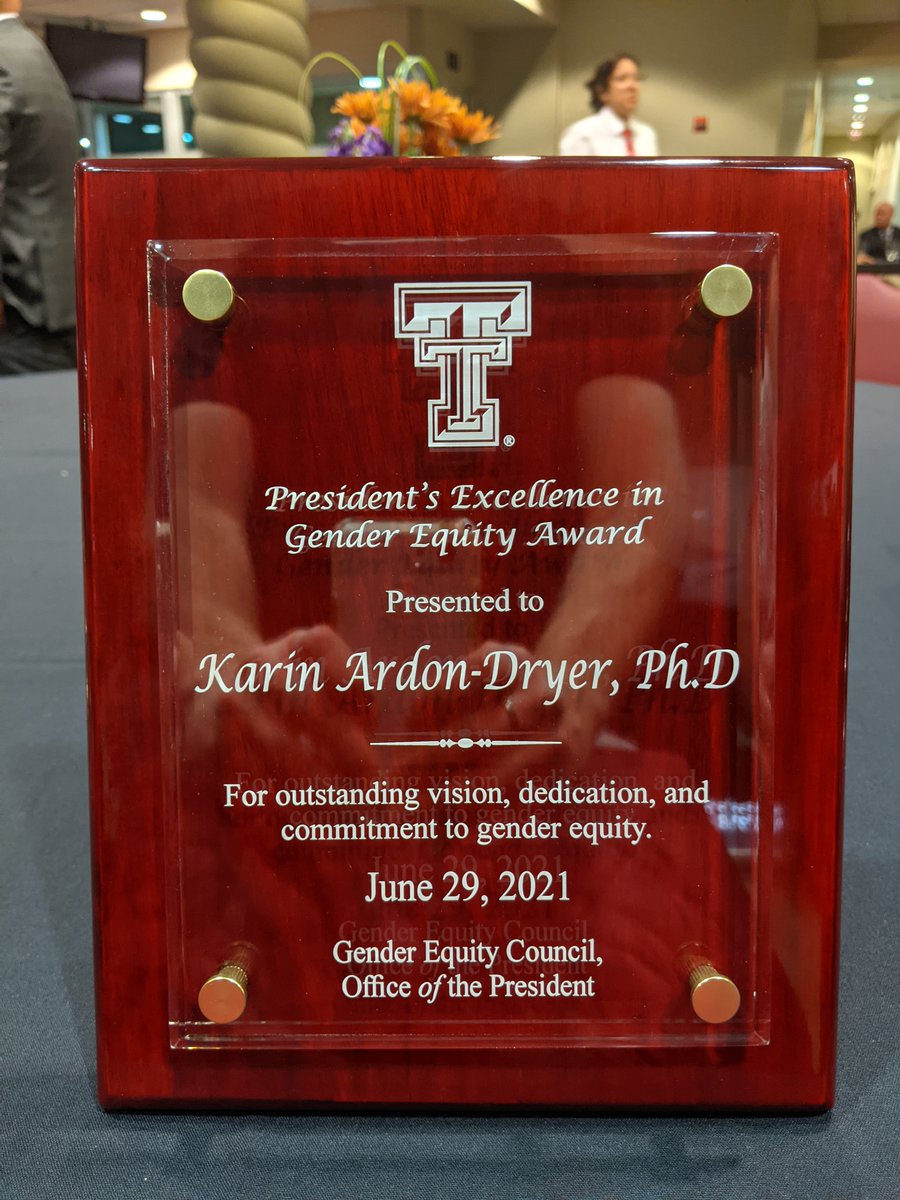 ®
President's Excellence in
Gender Equity Award
Presented to
Karin Ardon-Dryer, Ph.D
For outstanding vision, dedication, and
commitment to gender equity.
June 29, 2021
Gender Equity Council,
Office of the President